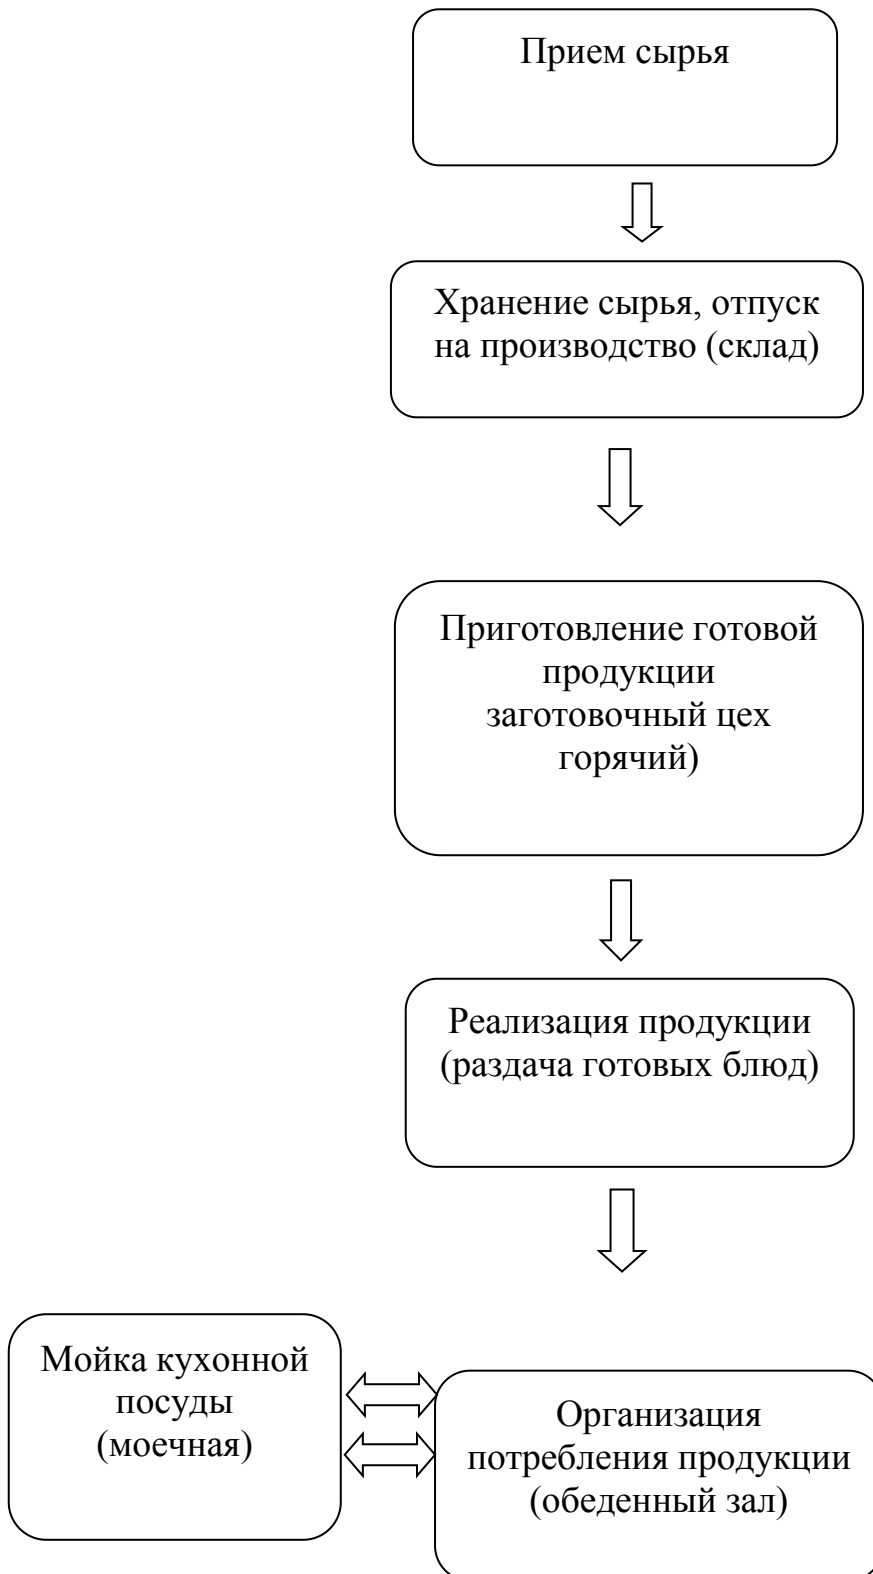 Прием сырья
Хранение сырья, отпуск
на производство (склад)
Приготовление готовой
продукции
заготовочный цех
горячий)
Реализация продукции
(раздача готовых блюд)
Мойка кухонной
посуды
(моечная)
Организация
потребления продукции
(обеденный зал)